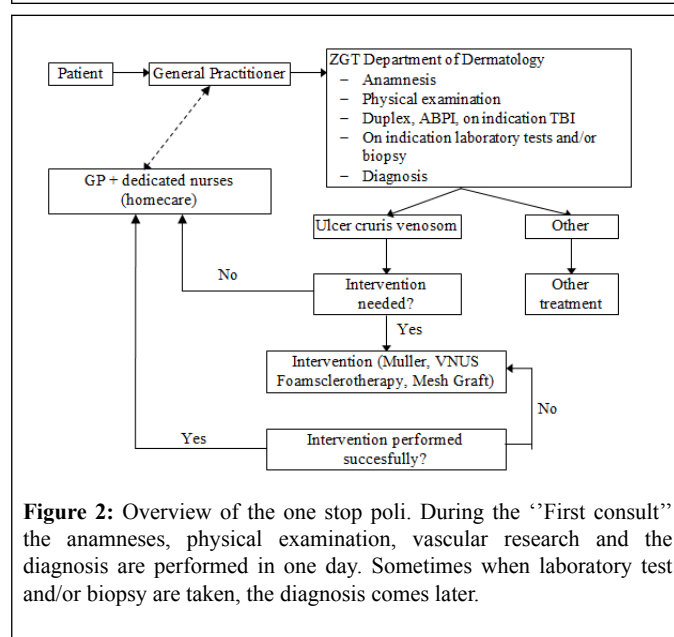 Patient
General Practitioner
ZGT Department of Dermatology
– Anamnesis
– Physical examination
– Duplex, ABPI, on indication TBI
– On indication laboratory tests and/or
biopsy
– Diagnosis
GP + dedicated nurses
(homecare)
Ulcer cruris venosom
Other
No
Intervention
needed?
Other
treatment
Yes
Intervention (Muller, VNUS
Foamsclerotherapy, Mesh Graft)
No
Yes
Intervention performed
succesfully?
Figure 2: Overview of the one stop poli. During the ‘’First consult’’
the anamneses, physical examination, vascular research and the
diagnosis are performed in one day. Sometimes when laboratory test
and/or biopsy are taken, the diagnosis comes later.